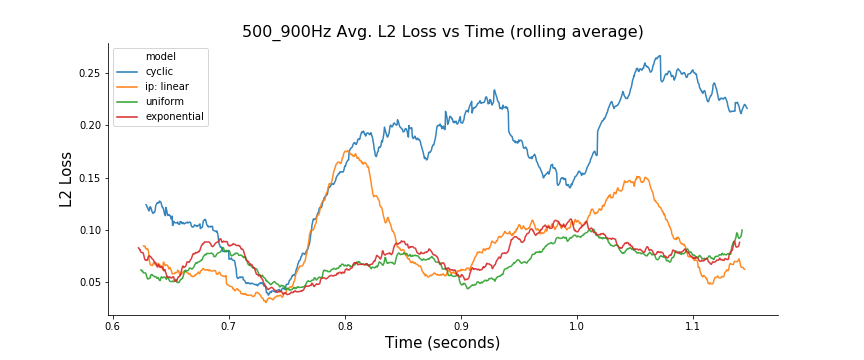 500_900Hz Avg. L2 Loss vs Time (rolling average)
model
cyclic
ip: linear
uniform
exponential
L2 Loss
0.25
0.20
0.15
0.10
0.05
0.6
0.7
0.8
0.9
1.0
1.1
Time (seconds)